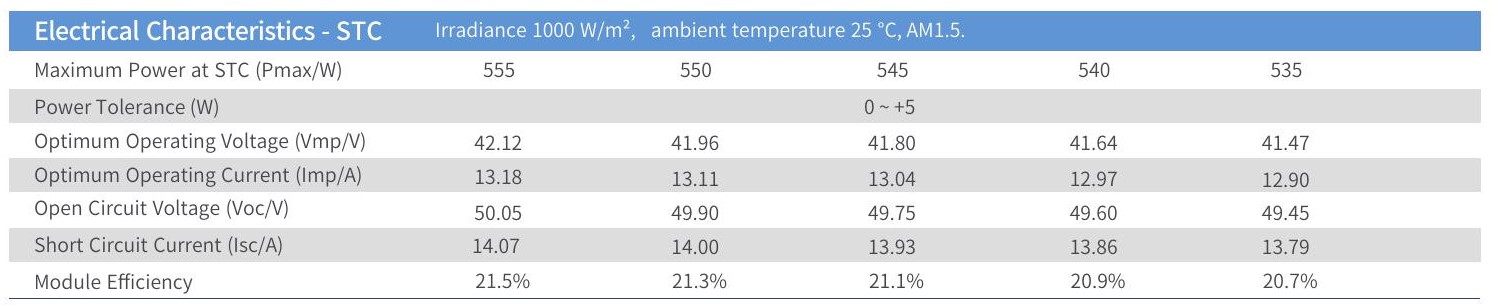 Electrical Characteristics - STC Irradiance 1000 W/m², ambient temperature 25 °C, AM1.5.
Maximum Power at STC (Pmax/W) 555 550 545 540 535
Power Tolerance (W) 0 ~ +5
Optimum Operating Voltage (Vmp/V) 42.12 41.96 41.80 41.64 41.47
Optimum Operating Current (Imp/A) 13.18 13.11 13.04 12.97 12.90
Open Circuit Voltage (Voc/V) 50.05 49.90 49.75 49.60 49.45
Short Circuit Current (Isc/A) 14.07 14.00 13.93 13.86 13.79
Module Efficiency 21.5% 21.3% 21.1% 20.9% 20.7%